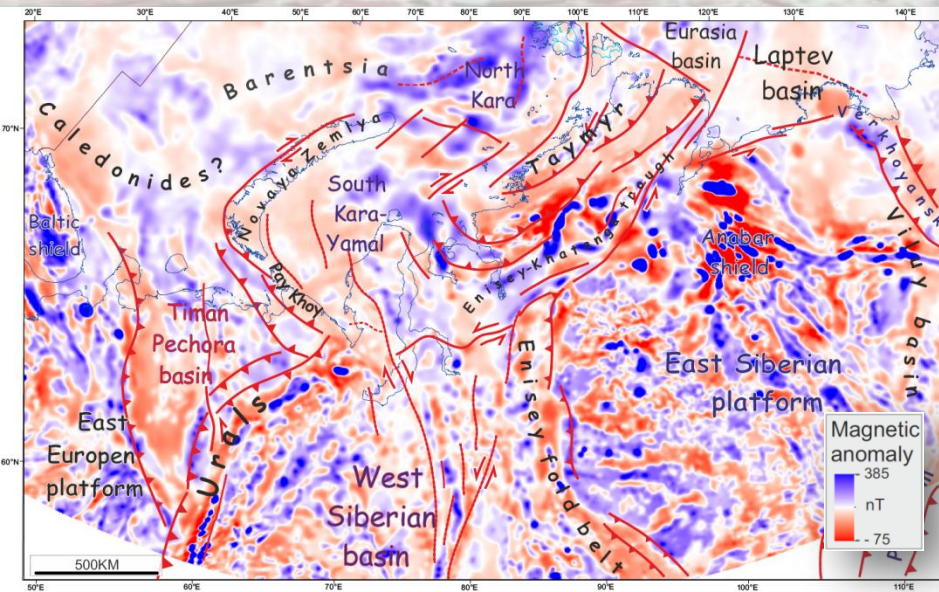 20°E 30°E 40°E 50°E 60°E 70°E 80°E 90°E 100°E 110°E 120°E 130°E 140°E
Eurasia
basin
Laptev
basin
Barentsia
North
Kara
70°N
70°N
Caledonides?
Novaya Zemlya
Taymyr
Verkhoyansk
South
Kara-
Yamal
Baltic
shield
Enisey-Khatanga trough
Anabar
shield
Viluy basin
Pay Khoy
Timan
Pechora
basin
East Siberian
platform
Enisey fold belt
Urals
East
Europen
platform
Magnetic
anomaly
385
nT
-75
60°N
West
Siberian
basin
500KM
50°E 60°E 70°E 80°E 90°E 100°E 110°E